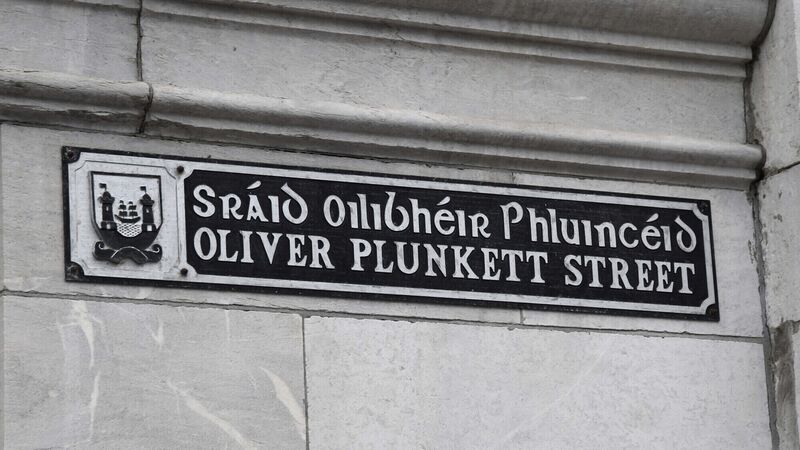 Sráid Oilibhéir Phluincéid
OLIVER PLUNKETT STREET